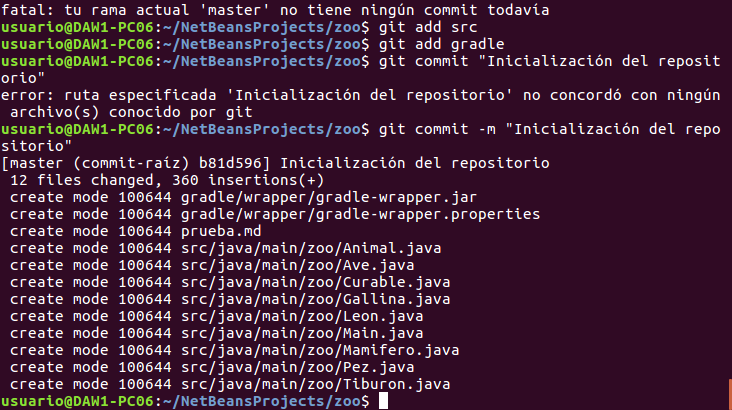 fatal: tu rama actual 'master' no tiene ningún commit todavía
usuario@DAW1-PC06:~/NetBeansProjects/zoo$ git add src
usuario@DAW1-PC06:~/NetBeansProjects/zoo$ git add gradle
usuario@DAW1-PC06:~/NetBeansProjects/zoo$ git commit "Inicialización del reposit
orio"
error: ruta especificada 'Inicialización del repositorio' no concordó con ningún
 archivo(s) conocido por git
usuario@DAW1-PC06:~/NetBeansProjects/zoo$ git commit -m "Inicialización del repo
sitorio"
[master (commit-raíz) b81d596] Inicialización del repositorio
 12 files changed, 360 insertions(+)
 create mode 100644 gradle/wrapper/gradle-wrapper.jar
 create mode 100644 gradle/wrapper/gradle-wrapper.properties
 create mode 100644 prueba.md
 create mode 100644 src/java/main/zoo/Animal.java
 create mode 100644 src/java/main/zoo/Ave.java
 create mode 100644 src/java/main/zoo/Curable.java
 create mode 100644 src/java/main/zoo/Gallina.java
 create mode 100644 src/java/main/zoo/Leon.java
 create mode 100644 src/java/main/zoo/Main.java
 create mode 100644 src/java/main/zoo/Mamifero.java
 create mode 100644 src/java/main/zoo/Pez.java
 create mode 100644 src/java/main/zoo/Tiburon.java
usuario@DAW1-PC06:~/NetBeansProjects/zoo$